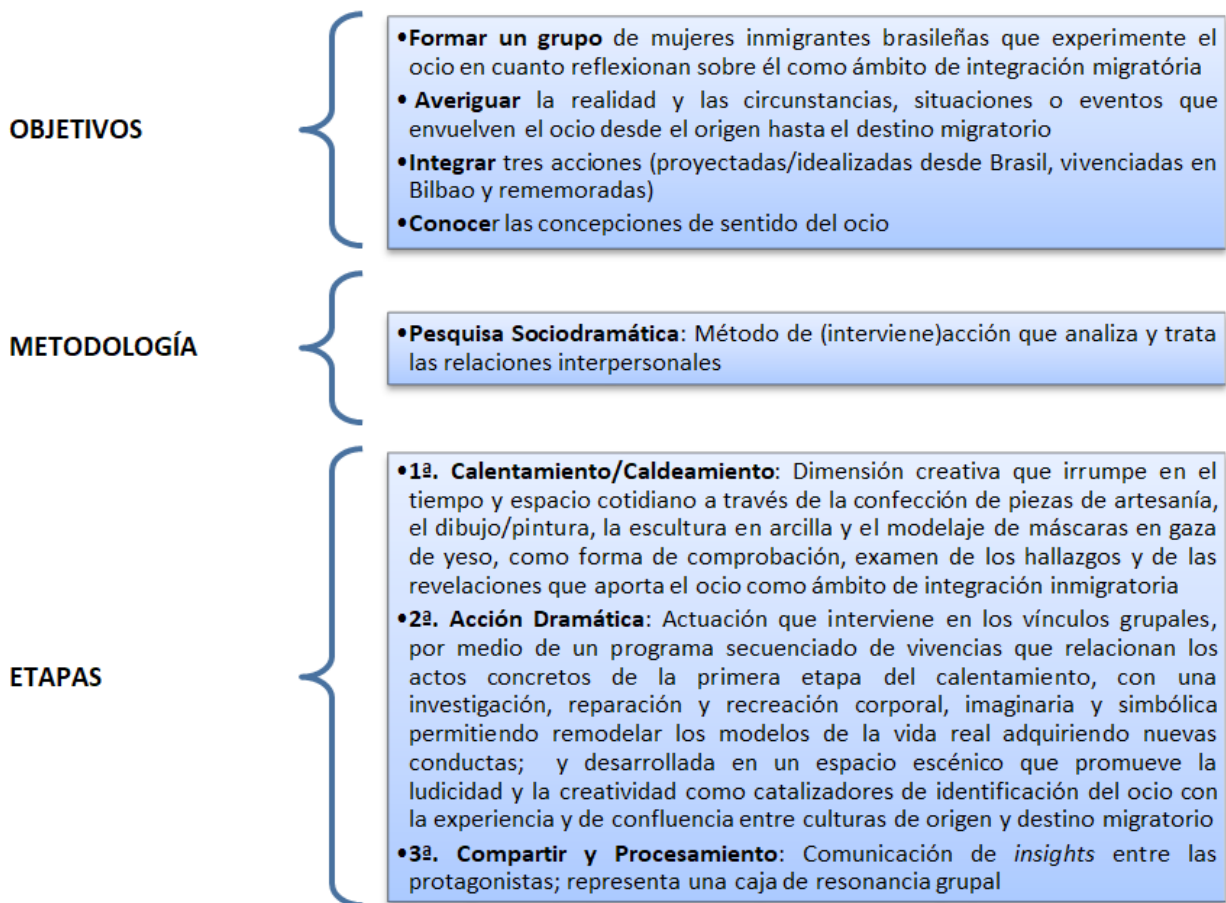 OBJETIVOS
•Formar un grupo de mujeres inmigrantes brasileñas que experimente el
ocio en cuanto reflexionan sobre él como ámbito de integración migratória
• Averiguar la realidad y las circunstancias, situaciones o eventos que
envuelven el ocio desde el origen hasta el destino migratorio
•Integrar tres acciones (proyectadas/idealizadas desde Brasil, vivenciadas en
Bilbao y rememoradas)
•Conocer las concepciones de sentido del ocio
METODOLOGÍA
•Pesquisa Sociodramática: Método de (interviene)acción que analiza y trata
las relaciones interpersonales
ETAPAS
•1ª. Calentamiento/Caldeamiento: Dimensión creativa que irrumpe en el
tiempo y espacio cotidiano a través de la confección de piezas de artesanía,
el dibujo/pintura, la escultura en arcilla y el modelaje de máscaras en gaza
de yeso, como forma de comprobación, examen de los hallazgos y de las
revelaciones que aporta el ocio como ámbito de integración inmigratoria
•2ª. Acción Dramática: Actuación que interviene en los vínculos grupales,
por medio de un programa secuenciado de vivencias que relacionan los
actos concretos de la primera etapa del calentamiento, con una
investigación, reparación y recreación corporal, imaginaria y simbólica
permitiendo remodelar los modelos de la vida real adquiriendo nuevas
conductas; y desarrollada en un espacio escénico que promueve la
ludicidad y la creatividad como catalizadores de identificación del ocio con
la experiencia y de confluencia entre culturas de origen y destino migratorio
•3ª. Compartir y Procesamiento: Comunicación de insights entre las
protagonistas; representa una caja de resonancia grupal